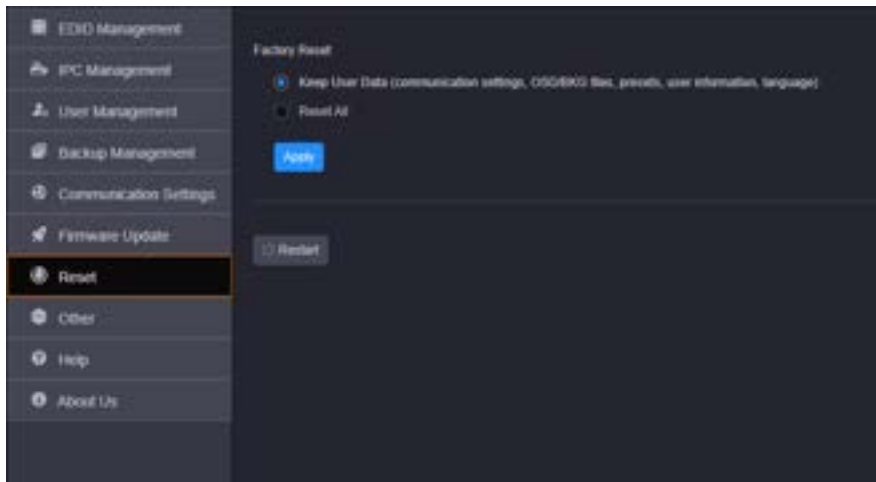 EDID Management
IPC Management
User Management
Backup Management
Communication Settings
Firmware Update
Reset
Other
Help
About Us
Factory Reset
Keep User Data (communication settings, OSD/BKG files, presets, user information, language)
Reset All
Apply
Restart